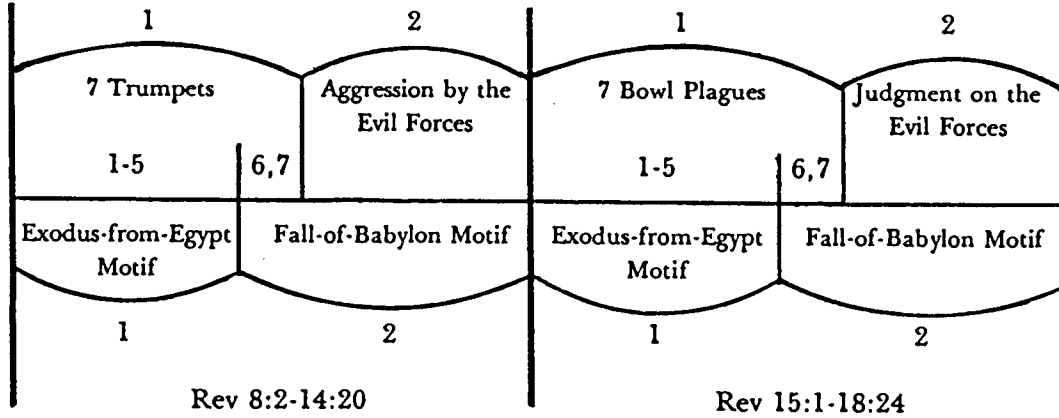 1 2 1 2
7 Trumpets Aggression by the Evil Forces 7 Bowl Plagues Judgment on the Evil Forces
1-5 6,7 1-5 6,7
Exodus-from-Egypt Motif Fall-of-Babylon Motif Exodus-from-Egypt Motif Fall-of-Babylon Motif
1 2 1 2
Rev 8:2-14:20 Rev 15:1-18:24